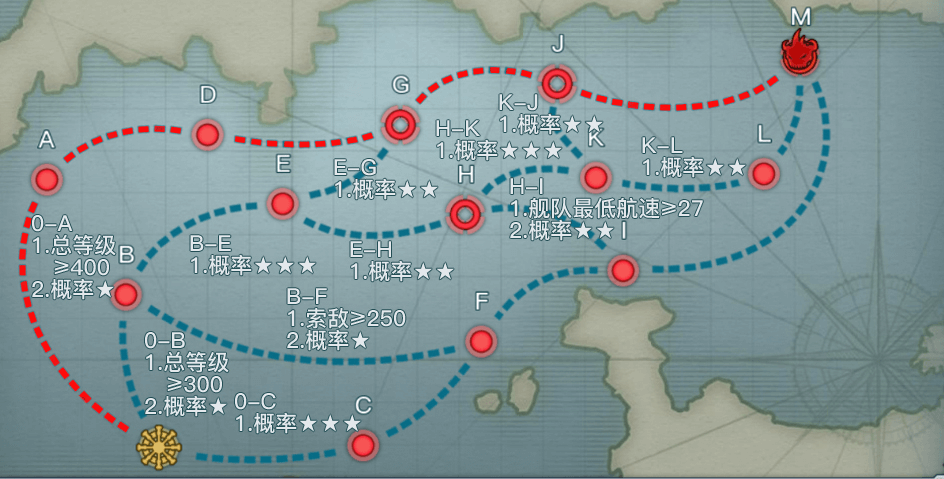 M
J
G
D
K-J
1.概率★★
H-K
1.概率★★★
K
A
K-L
1.概率★★
L
E
E-G
1.概率★★
H
H-I
1.舰队最低航速≥27
2.概率★★
I
0-A
1.总等级
≥400
2.概率★
B
B-E
1.概率★★★
E-H
1.概率★★
B-F
1.索敌≥250
2.概率★
F
0-B
1.总等级
≥300
2.概率★
0-C
1.概率★★★
C